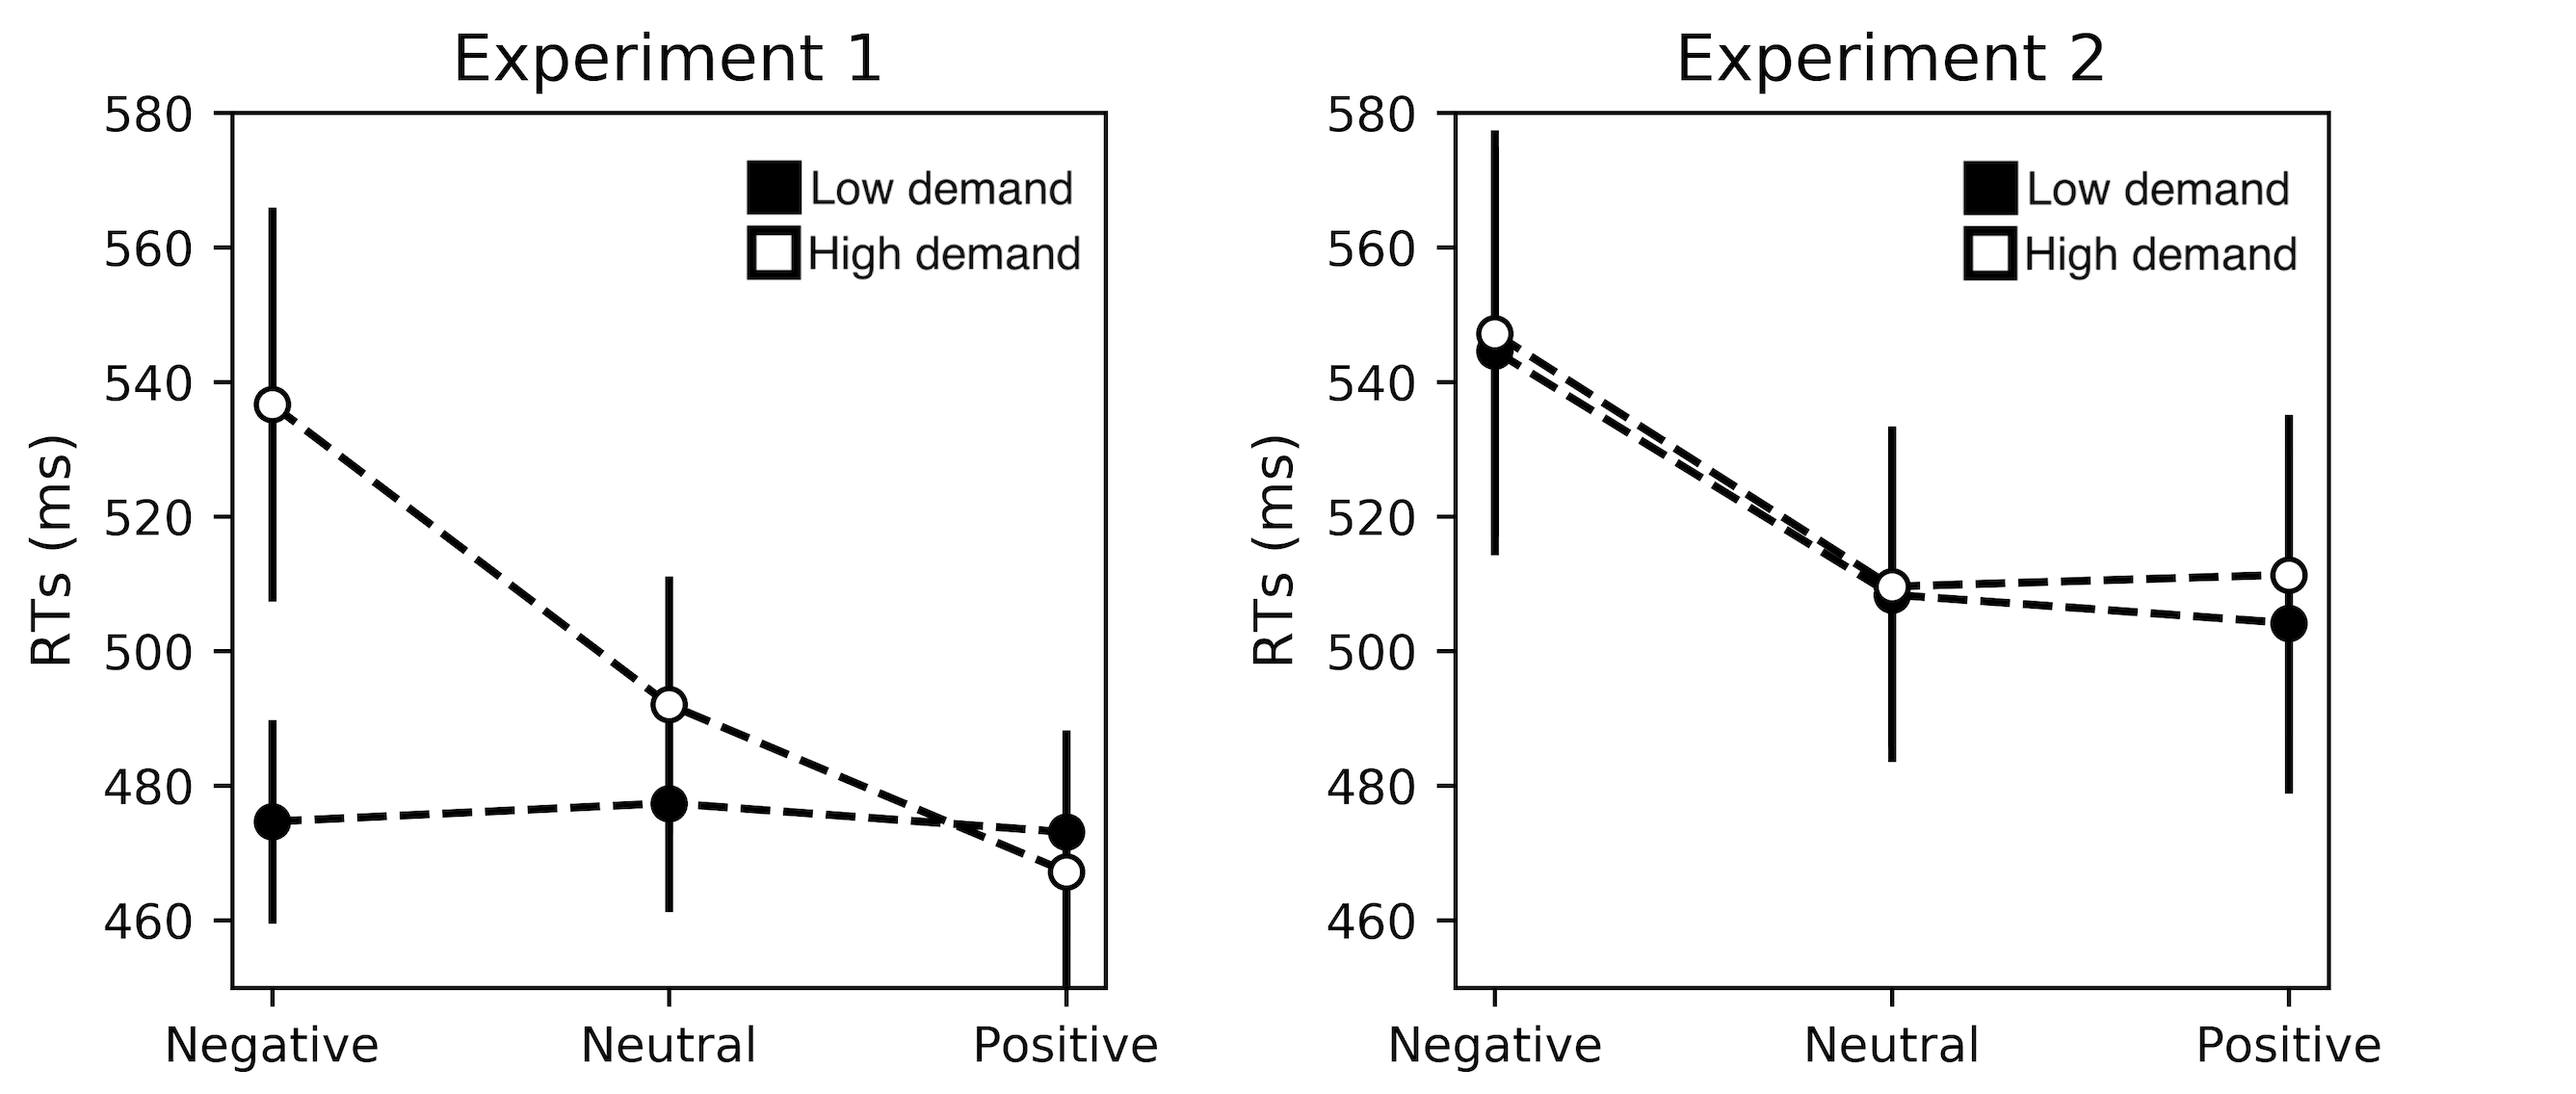 Experiment 1
580
560
540
520
500
480
460
RTs (ms)
Low demand
High demand
Negative Neutral Positive
Experiment 2
580
560
540
520
500
480
460
RTs (ms)
Low demand
High demand
Negative Neutral Positive